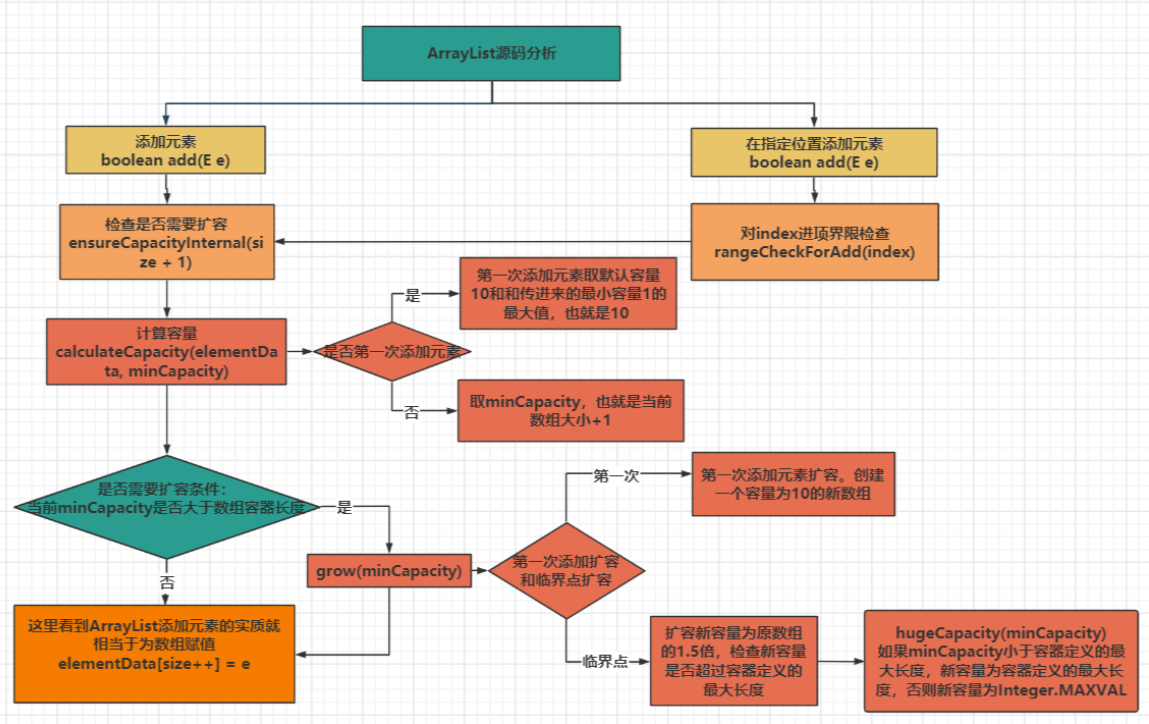 ArrayList源码分析
添加元素
boolean add(E e)
在指定位置添加元素
boolean add(E e)
检查是否需要扩容
ensureCapacityInternal(si
ze + 1)
对index进项界限检查
rangeCheckForAdd(index)
第一次添加元素取默认容量
10和和传进来的最小容量1的
最大值，也就是10
是
计算容量
calculateCapacity(elementDa
ta, minCapacity)
是否第一次添加元素
否
取minCapacity，也就是当前
数组大小+1
是否需要扩容条件：
当前minCapacity是否大于数组容器长度
是
第一次
第一次添加元素扩容。创建
一个容量为10的新数组
grow(minCapacity)
第一次添加扩容
和临界点扩容
否
这里看到ArrayList添加元素的实质就
相当于为数组赋值
elementData[size++] = e
临界点
扩容新容量为原数组
的1.5倍，检查新容量
是否超过容器定义的
最大长度
hugeCapacity(minCapacity)
如果minCapacity小于容器定义的最
大长度，新容量为容器定义的最大长
度，否则新容量为Integer.MAXVAL